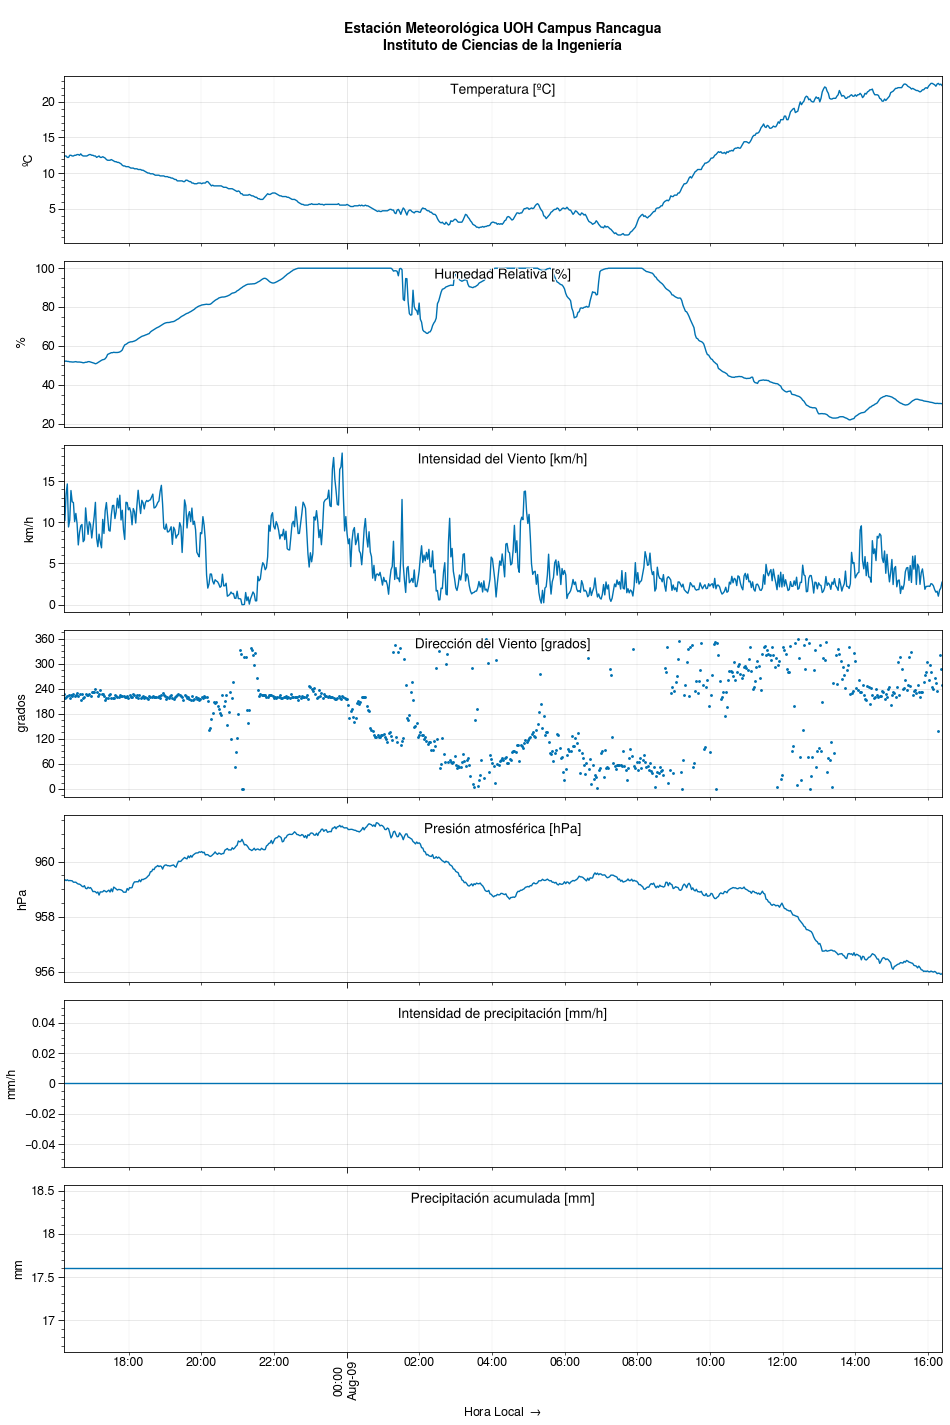 Estación Meteorológica UOH Campus Rancagua
Instituto de Ciencias de la Ingeniería
Temperatura [ºC]
ºC
20
15
10
5
Humedad Relativa [%]
%
100
80
60
40
20
Intensidad del Viento [km/h]
km/h
15
10
5
0
Dirección del Viento [grados]
grados
360
300
240
180
120
60
0
Presión atmosférica [hPa]
hPa
960
958
956
Intensidad de precipitación [mm/h]
mm/h
0.04
0.02
0
−0.02
−0.04
Precipitación acumulada [mm]
mm
18.5
18
17.5
17
18:00 20:00 22:00 00:00 02:00 04:00 06:00 08:00 10:00 12:00 14:00 16:00
Aug-09
Hora Local →